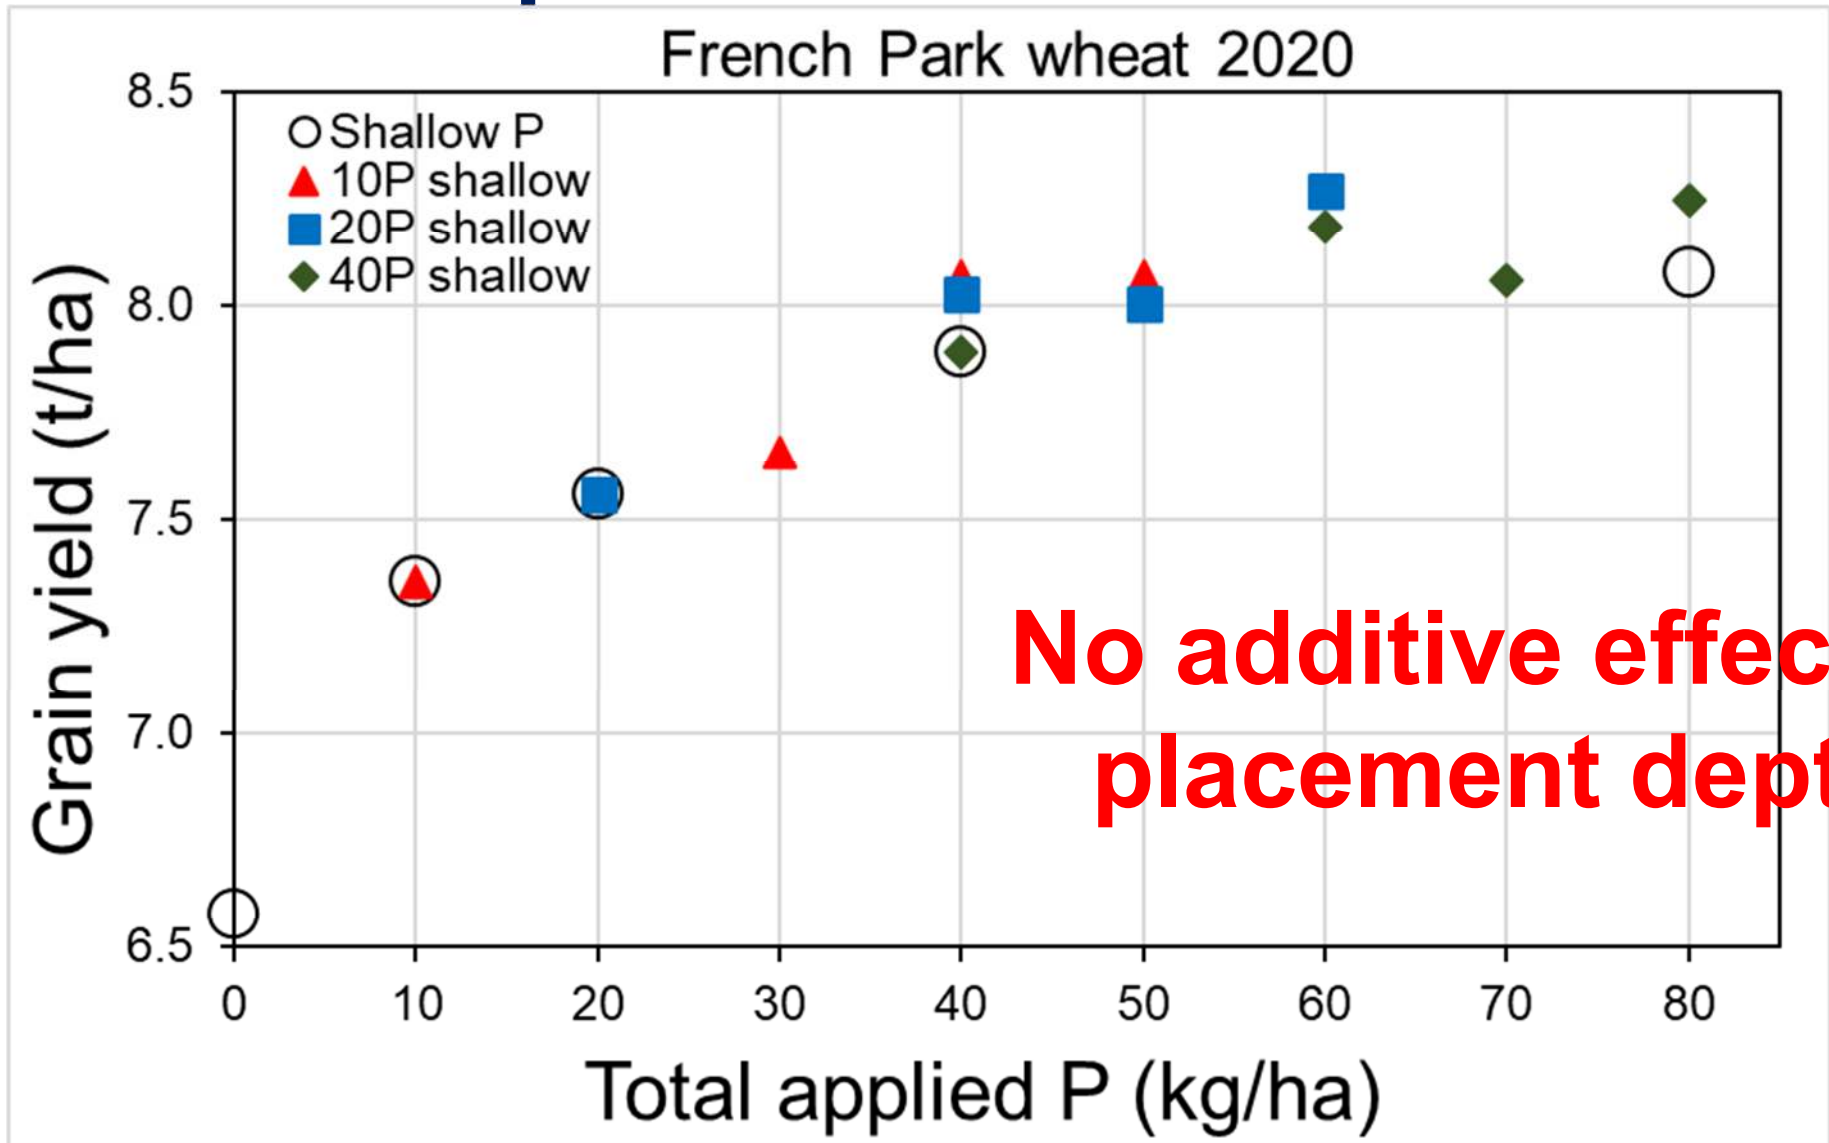 French Park wheat 2020
8.5
Shallow P
10P shallow
20P shallow
40P shallow
8.0
7.5
7.0
6.5
Grain yield (t/ha)
No additive effec
placement dept
0 10 20 30 40 50 60 70 80
Total applied P (kg/ha)